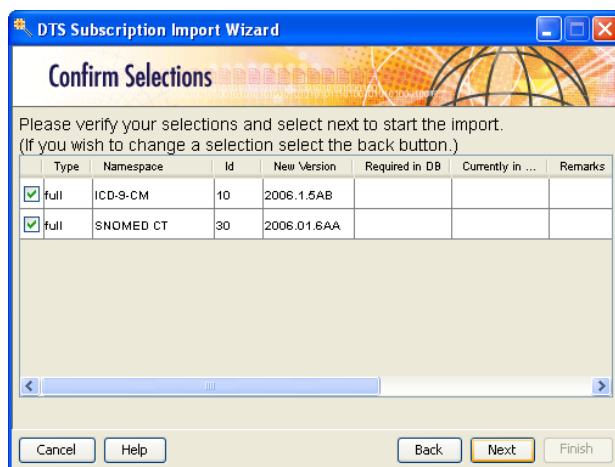 DTS Subscription Import Wizard
Confirm Selections
Please verify your selections and select next to start the import.
(If you wish to change a selection select the back button.)
Type Namespace Id New Version Required in DB Currently in ... Remarks
full ICD-9-CM 10 2006.1.5AB
full SNOMED CT 30 2006.01.6AA
Cancel Help Back Next Finish